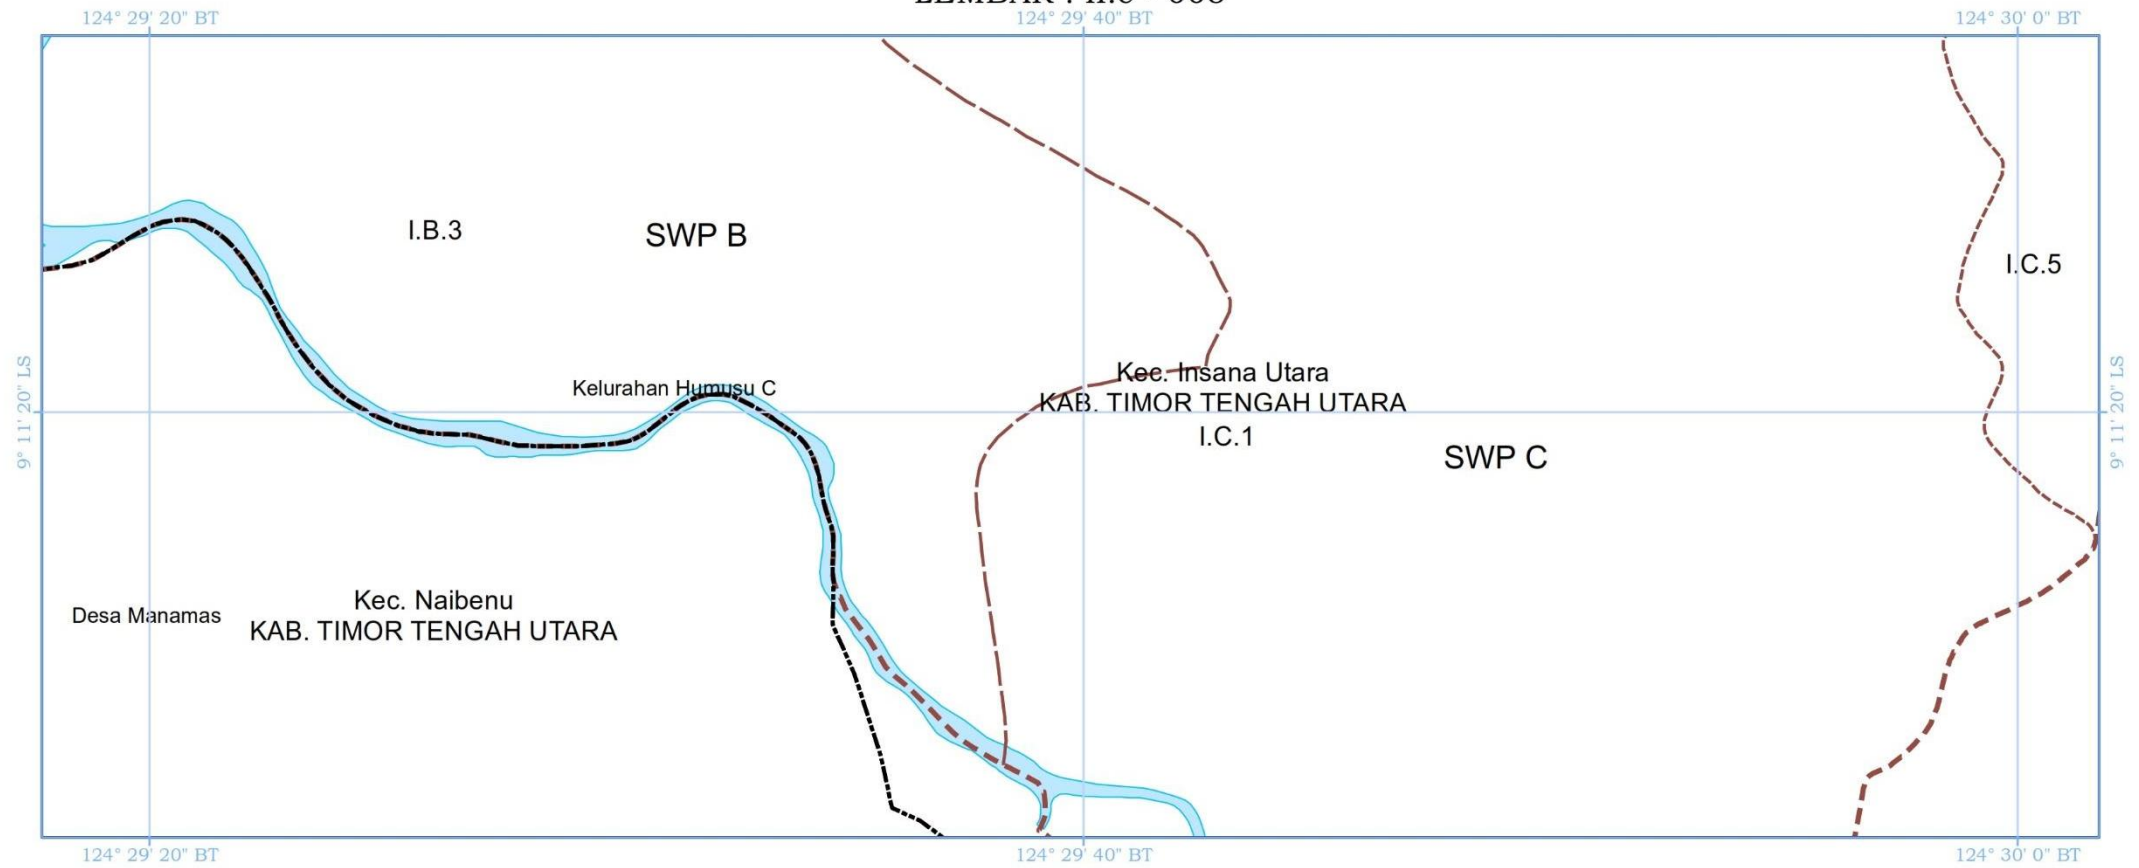 124° 29' 20" BT
124° 29' 40" BT
124° 30' 0" BT
I.B.3
SWP B
I.C.5
9° 11' 20" LS
Kelurahan Humusu C
Kec. Insana Utara
KAB. TIMOR TENGAH UTARA
I.C.1
SWP C
9° 11' 20" LS
Desa Manamas
Kec. Naibenu
KAB. TIMOR TENGAH UTARA
124° 29' 20" BT
124° 29' 40" BT
124° 30' 0" BT